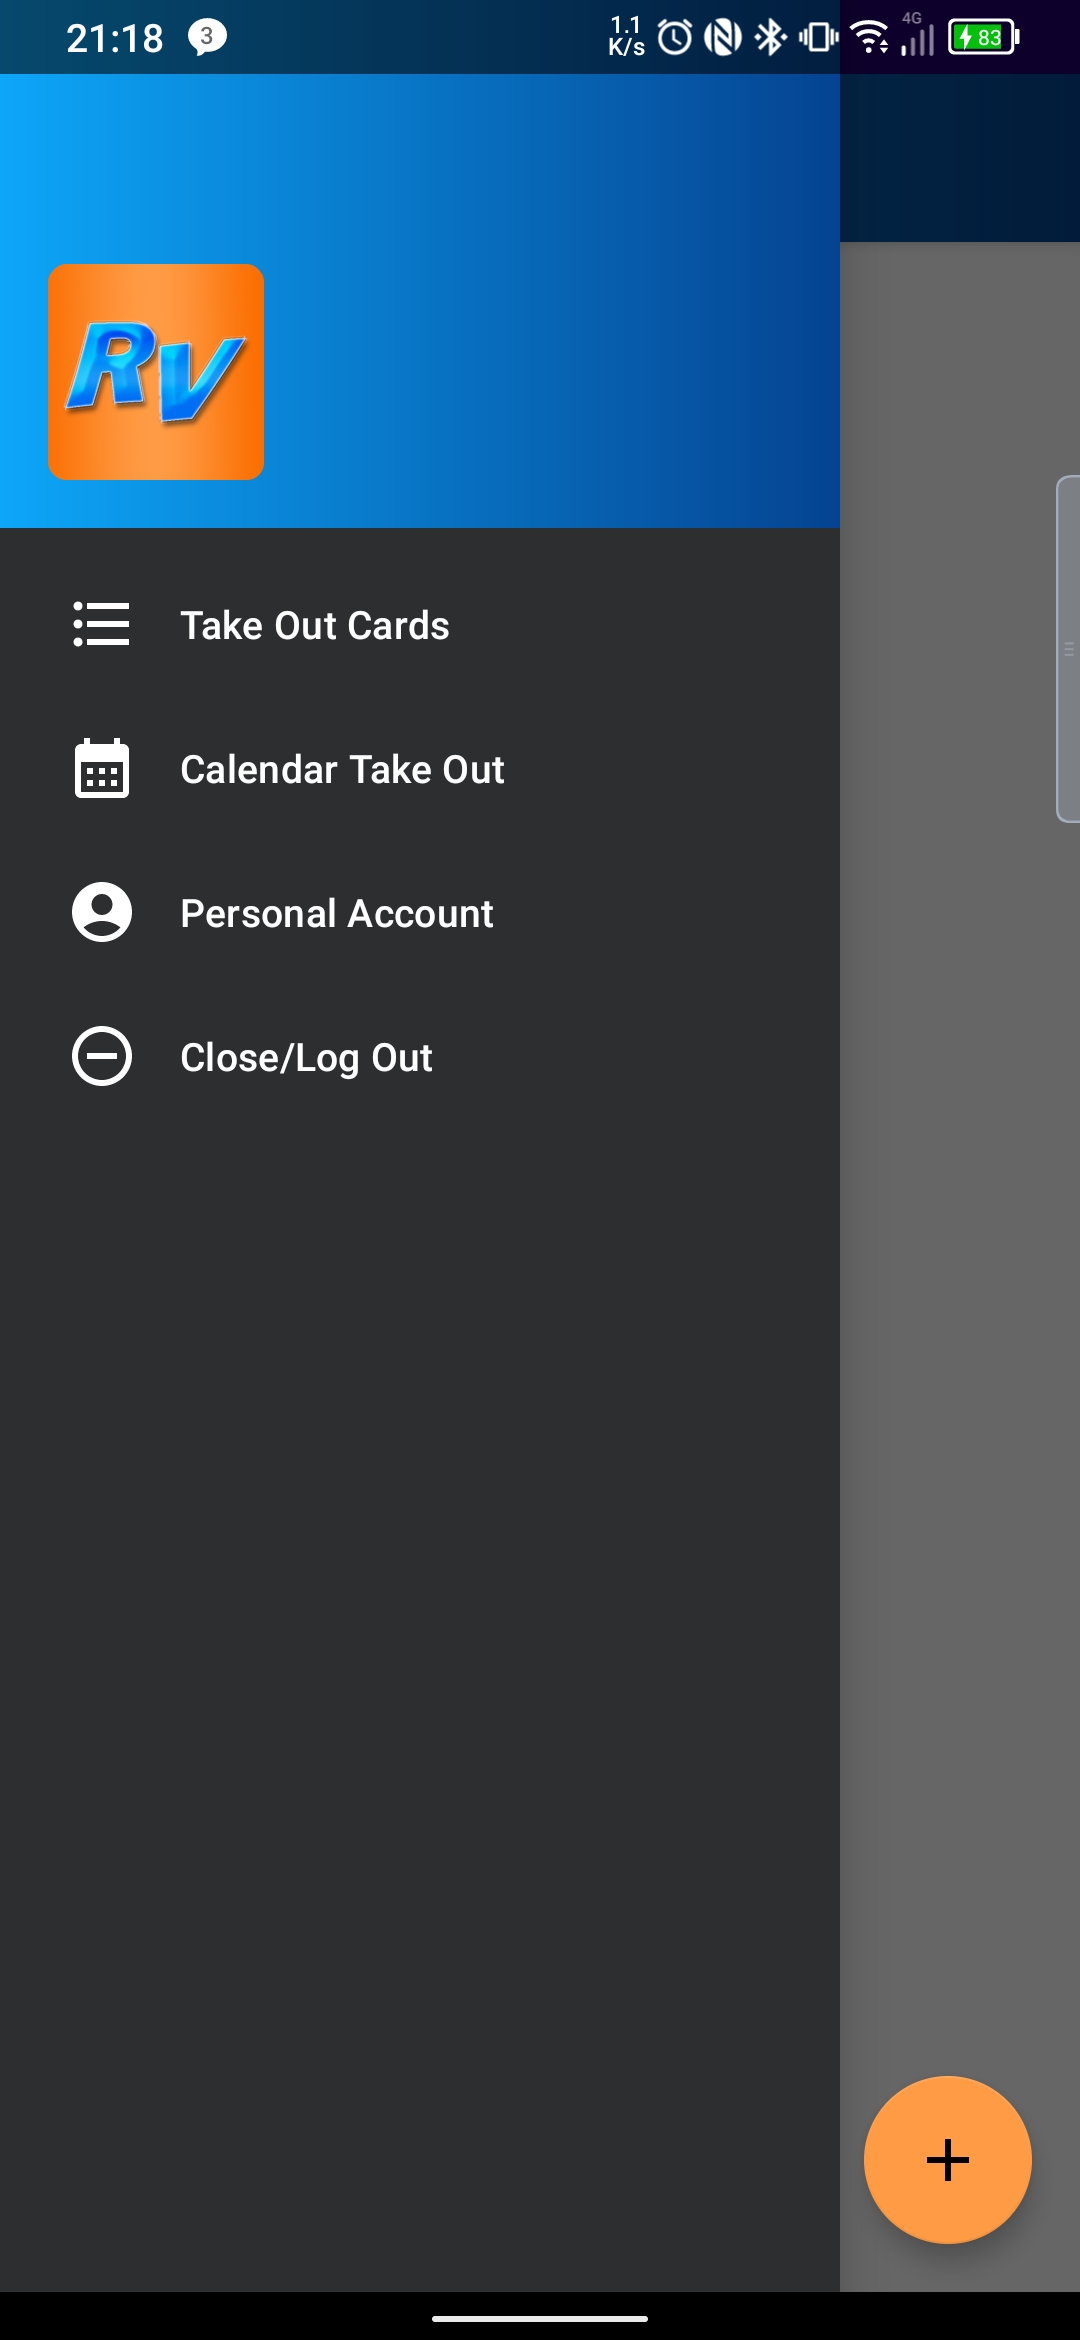 21:18
3
1.1
K/s
4G
83
RV
Take Out Cards
Calendar Take Out
Personal Account
Close/Log Out